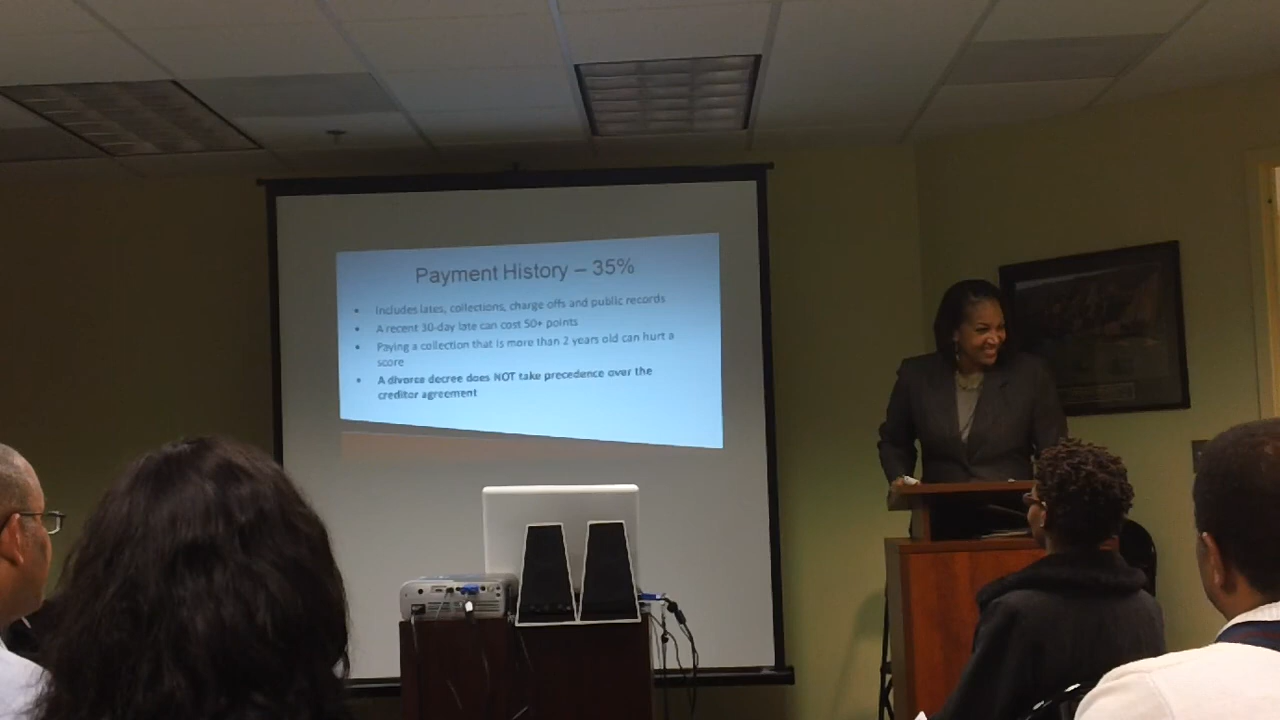 Payment History – 35%
• Includes lates, collections, charge offs and public records
• A recent 30-day late can cost 50+ points
• Paying a collection that is more than 2 years old can hurt a
score
• A divorce decree does NOT take precedence over the
creditor agreement